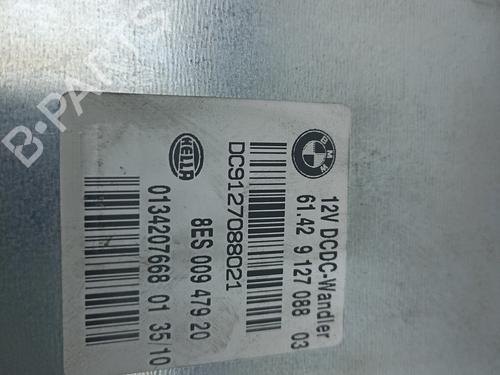 BMW
12V DCDC-Wandler
61.42 9 127 088 03
DC9127088021
HELLA
8ES 009 479 20
0134207668 01 35/10
B-PARTS